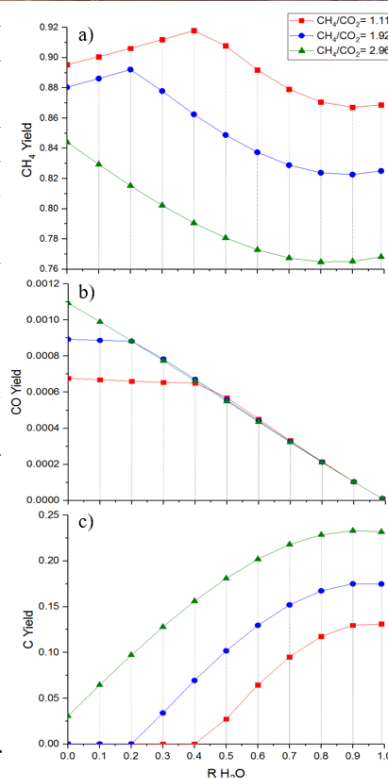 CH₄/CO₂= 1.11
CH₄/CO₂= 1.92
CH₄/CO₂= 2.96
a)
0.92
0.90
0.88
0.86
0.84
0.82
0.80
0.78
0.76
CH₄ Yield
b)
0.0012
0.0010
0.0008
0.0006
0.0004
0.0002
0.0000
CO Yield
c)
0.25
0.20
0.15
0.10
0.05
0.00
C Yield
0.0 0.1 0.2 0.3 0.4 0.5 0.6 0.7 0.8 0.9 1.0
R H₂O